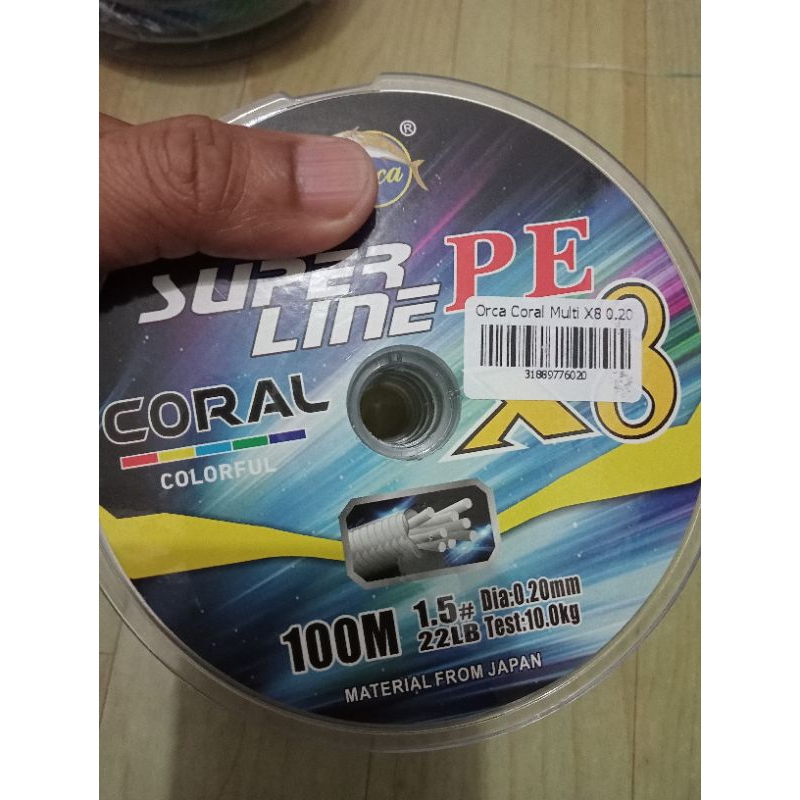 ®
SUPER
LINE
PE
X8
Orca Coral Multi X8 0.20
31889776020
CORAL
COLORFUL
100M
1.5# Dia:0.20mm
22LB Test:10.0kg
MATERIAL FROM JAPAN